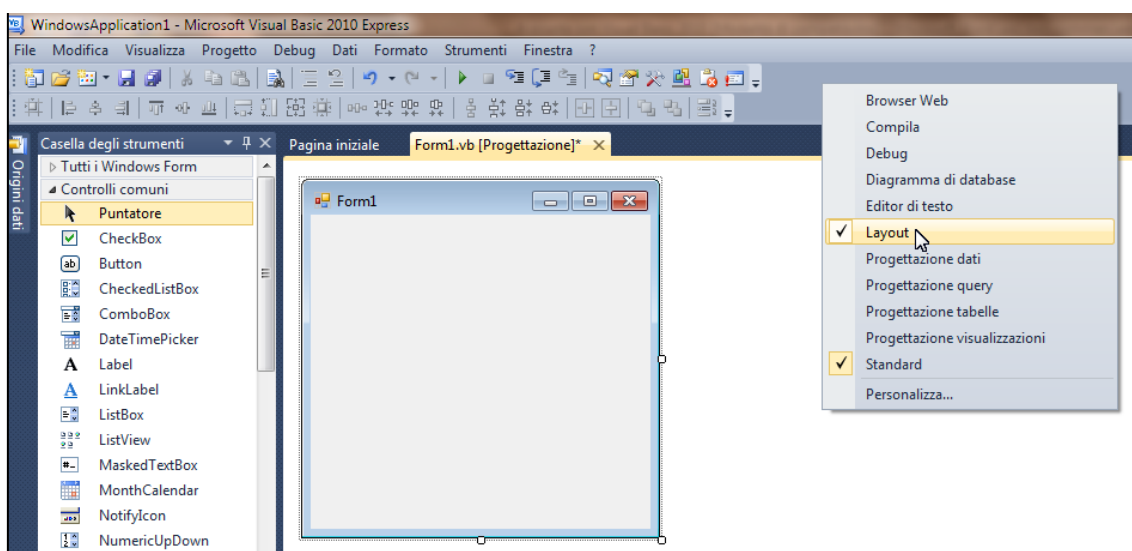 WindowsApplication1 - Microsoft Visual Basic 2010 Express
File Modifica Visualizza Progetto Debug Dati Formato Strumenti Finestra ?
Origini dati
Casella degli strumenti
Tutti i Windows Form
Controlli comuni
Puntatore
CheckBox
Button
CheckedListBox
ComboBox
DateTimePicker
Label
LinkLabel
ListBox
ListView
MaskedTextBox
MonthCalendar
NotifyIcon
NumericUpDown
Pagina iniziale
Form1.vb [Progettazione]*
Form1
Browser Web
Compila
Debug
Diagramma di database
Editor di testo
Layout
Progettazione dati
Progettazione query
Progettazione tabelle
Progettazione visualizzazioni
Standard
Personalizza...